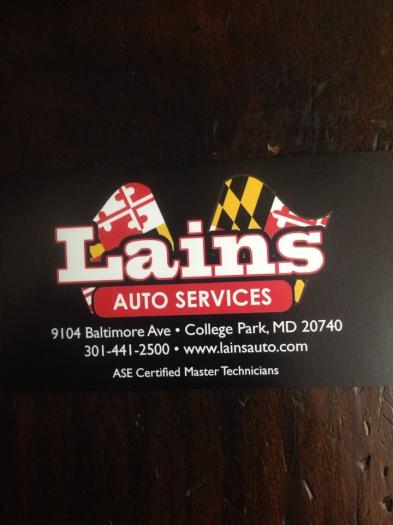 Lains
AUTO SERVICES
9104 Baltimore Ave • College Park, MD 20740
301-441-2500 • www.lainsauto.com
ASE Certified Master Technicians